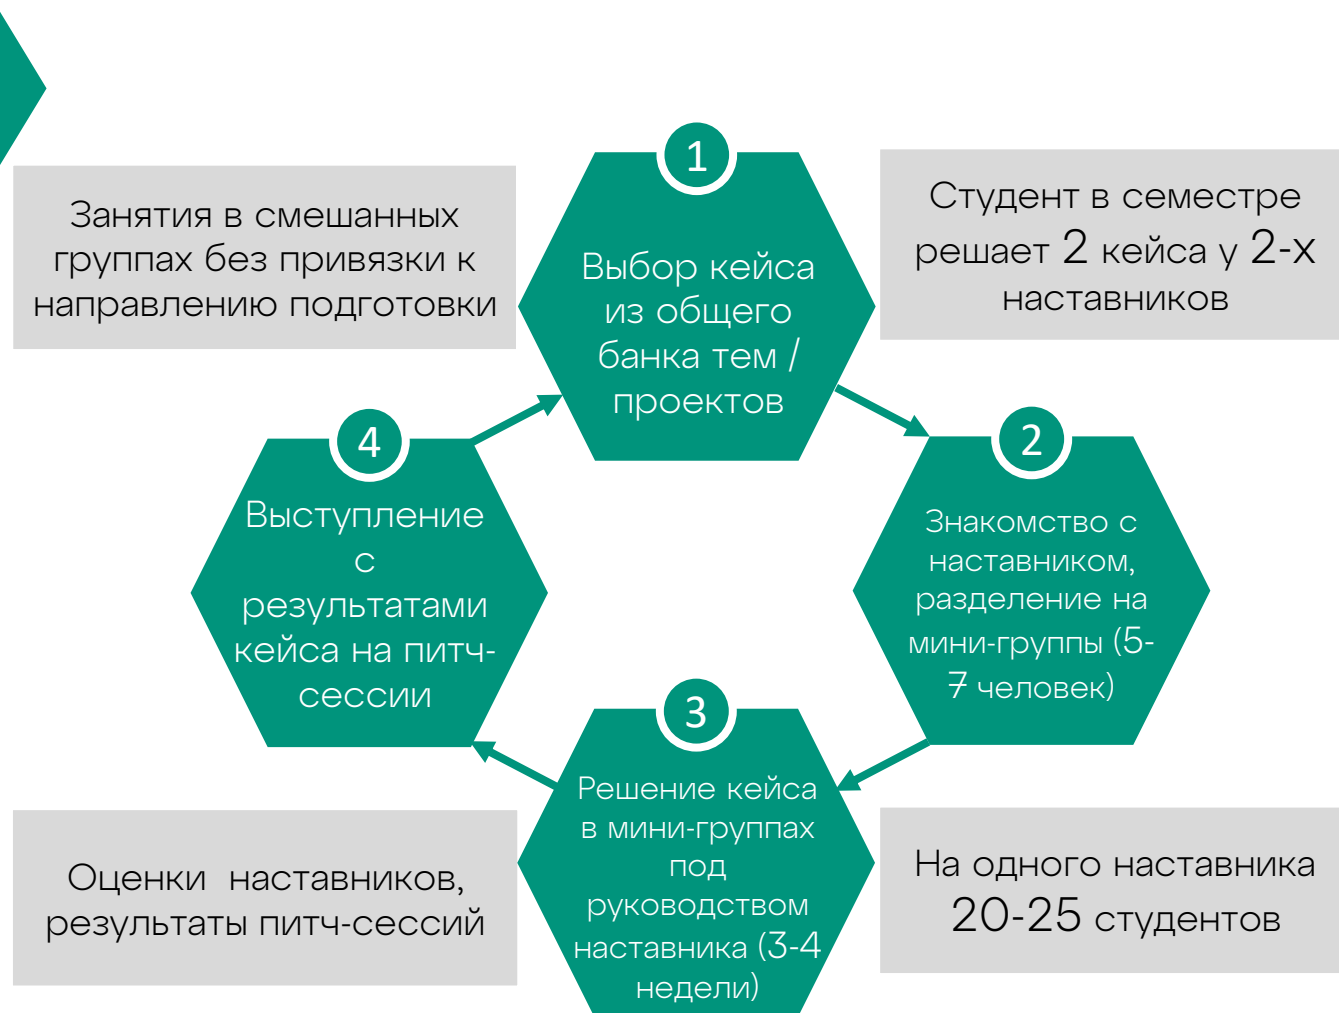 1
Занятия в смешанных
группах без привязки к
направлению подготовки
Выбор кейса
из общего
банка тем /
проектов
Студент в семестре
решает 2 кейса у 2-х
наставников
2
Знакомство с
наставником,
разделение на
мини-группы (5-
7 человек)
3
Решение кейса
в мини-группах
под
руководством
наставника (3-4
недели)
4
Выступление
с
результатами
кейса на питч-
сессии
Оценки  наставников,
результаты питч-сессий
На одного наставника
20-25 студентов